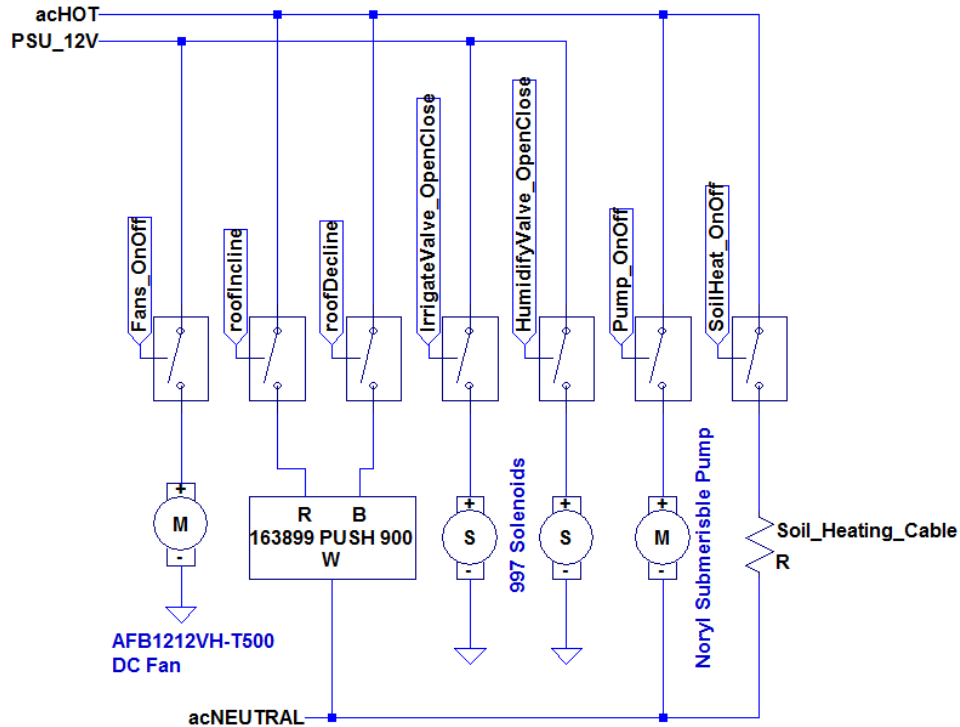 acHOT
PSU_12V
Fans_OnOff
roofIncline
roofDecline
IrrigateValve_OpenClose
HumidifyValve_OpenClose
Pump_OnOff
SoilHeat_OnOff
+
M
-
R B
163899 PUSH 900
W
+
S
-
997 Solenoids
+
S
-
+
M
-
Noryl Submerisble Pump
Soil_Heating_Cable
R
AFB1212VH-T500
DC Fan
acNEUTRAL